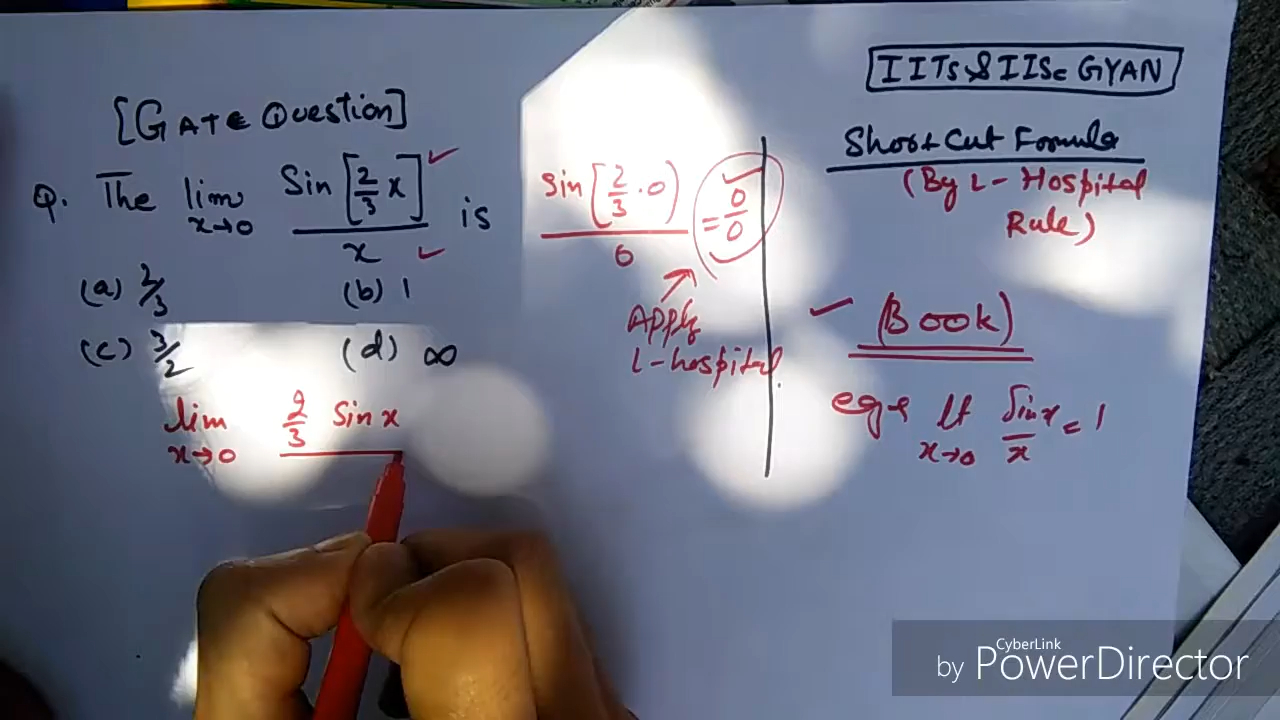 [GATE Question]
Q. The lim x→0 Sin[2/3 x] / x is
(a) 2/3 (b) 1
(c) 3/2 (d) ∞
lim x→0 2/3 Sin x
Sin[2/3 · 0) / 0 = 0/0
Apply
L-hospital
IITs & IISc GYAN
Short Cut Formula
(By L-Hospital
Rule)
(Book)
lt x→0 Sinx/x = 1
CyberLink
by PowerDirector